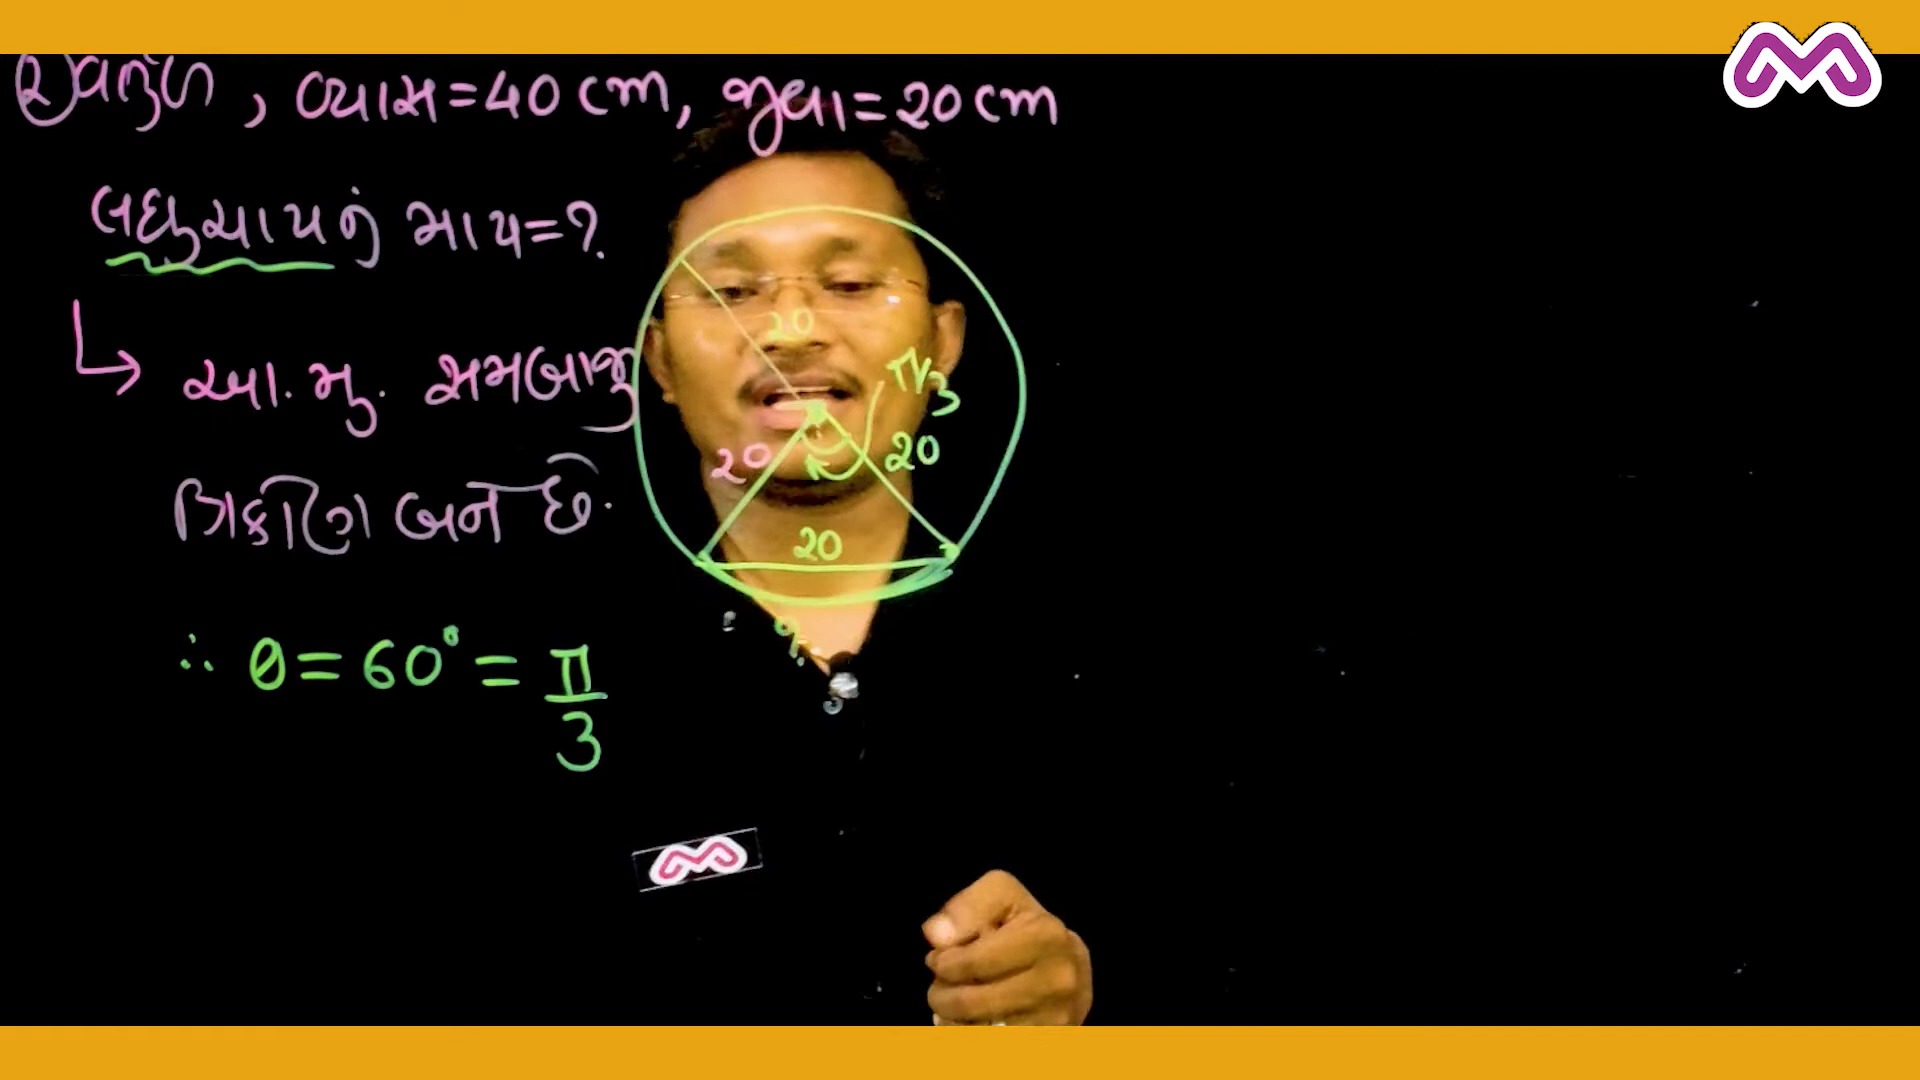 વર્તુળ, વ્યાસ=40 cm, ત્રિજ્યા=20 cm
લઘુચાપનું માપ=?
↳ આ. મુ. સમબાજુ
ત્રિકોણ બને છે.
∴ θ = 60° = π/3
20
π/3
20
20
20
?